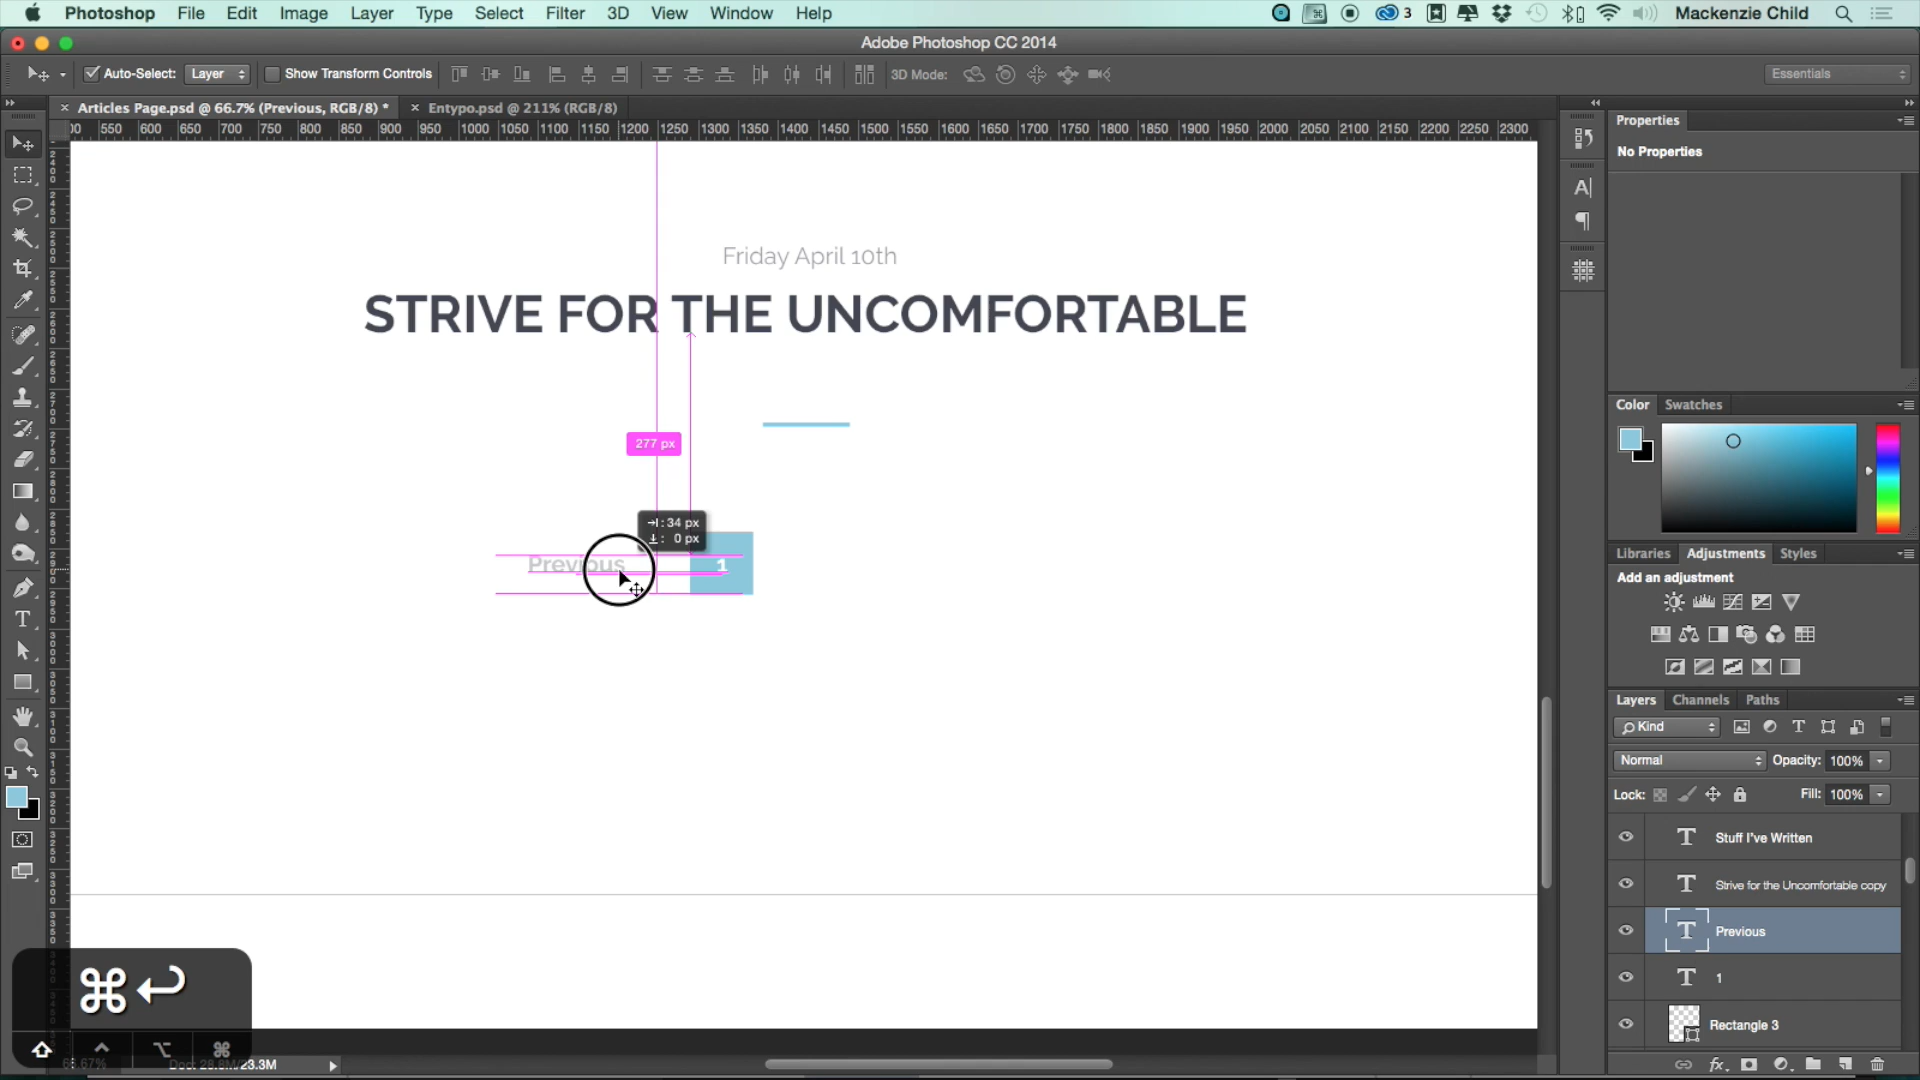 Photoshop File Edit Image Layer Type Select Filter 3D View Window Help 3 Mackenzie Child
Adobe Photoshop CC 2014
Auto-Select: Layer Show Transform Controls 3D Mode: Essentials
Articles Page.psd @ 66.7% (Previous, RGB/8) * Entypo.psd @ 211% (RGB/8)
550 600 650 700 750 800 850 900 950 1000 1050 1100 1150 1200 1250 1300 1350 1400 1450 1500 1550 1600 1650 1700 1750 1800 1850 1900 1950 2000 2050 2100 2150 2200 2250 2300
Properties
No Properties
Friday April 10th
STRIVE FOR THE UNCOMFORTABLE
277 px
: 34 px
: 0 px
Previous 1
Color Swatches
Libraries Adjustments Styles
Add an adjustment
Layers Channels Paths
Kind
Normal Opacity: 100%
Lock: Fill: 100%
Stuff I've Written
Strive for the Uncomfortable copy
Previous
1
Rectangle 3
⌘